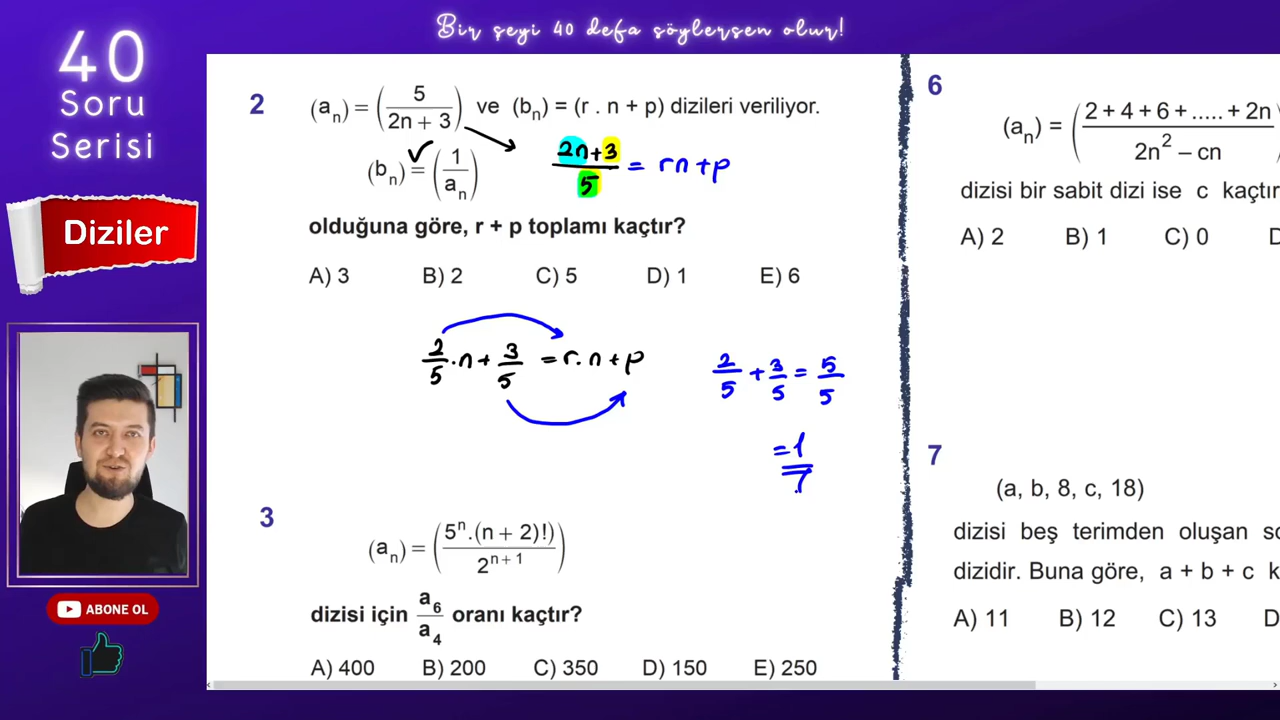 Bir şeyi 40 defa söylersen olur!
40
Soru
Serisi
Diziler
ABONE OL
2
(aₙ) = (5 / (2n + 3)) ve (bₙ) = (r . n + p) dizileri veriliyor.
(bₙ) = (1 / aₙ)
(2n+3) / 5 = rn+p
olduğuna göre, r + p toplamı kaçtır?
A) 3 B) 2 C) 5 D) 1 E) 6
2/5 . n + 3/5 = r. n + p
2/5 + 3/5 = 5/5
= 1
3
(aₙ) = (5ⁿ.(n + 2)!) / 2ⁿ⁺¹)
dizisi için a₆ / a₄ oranı kaçtır?
A) 400 B) 200 C) 350 D) 150 E) 250
6
(aₙ) = (2 + 4 + 6 + ..... + 2n / 2n² – cn
dizisi bir sabit dizi ise c kaçtır
A) 2 B) 1 C) 0 D
7
(a, b, 8, c, 18)
dizisi beş terimden oluşan so
dizidir. Buna göre, a + b + c k
A) 11 B) 12 C) 13 D